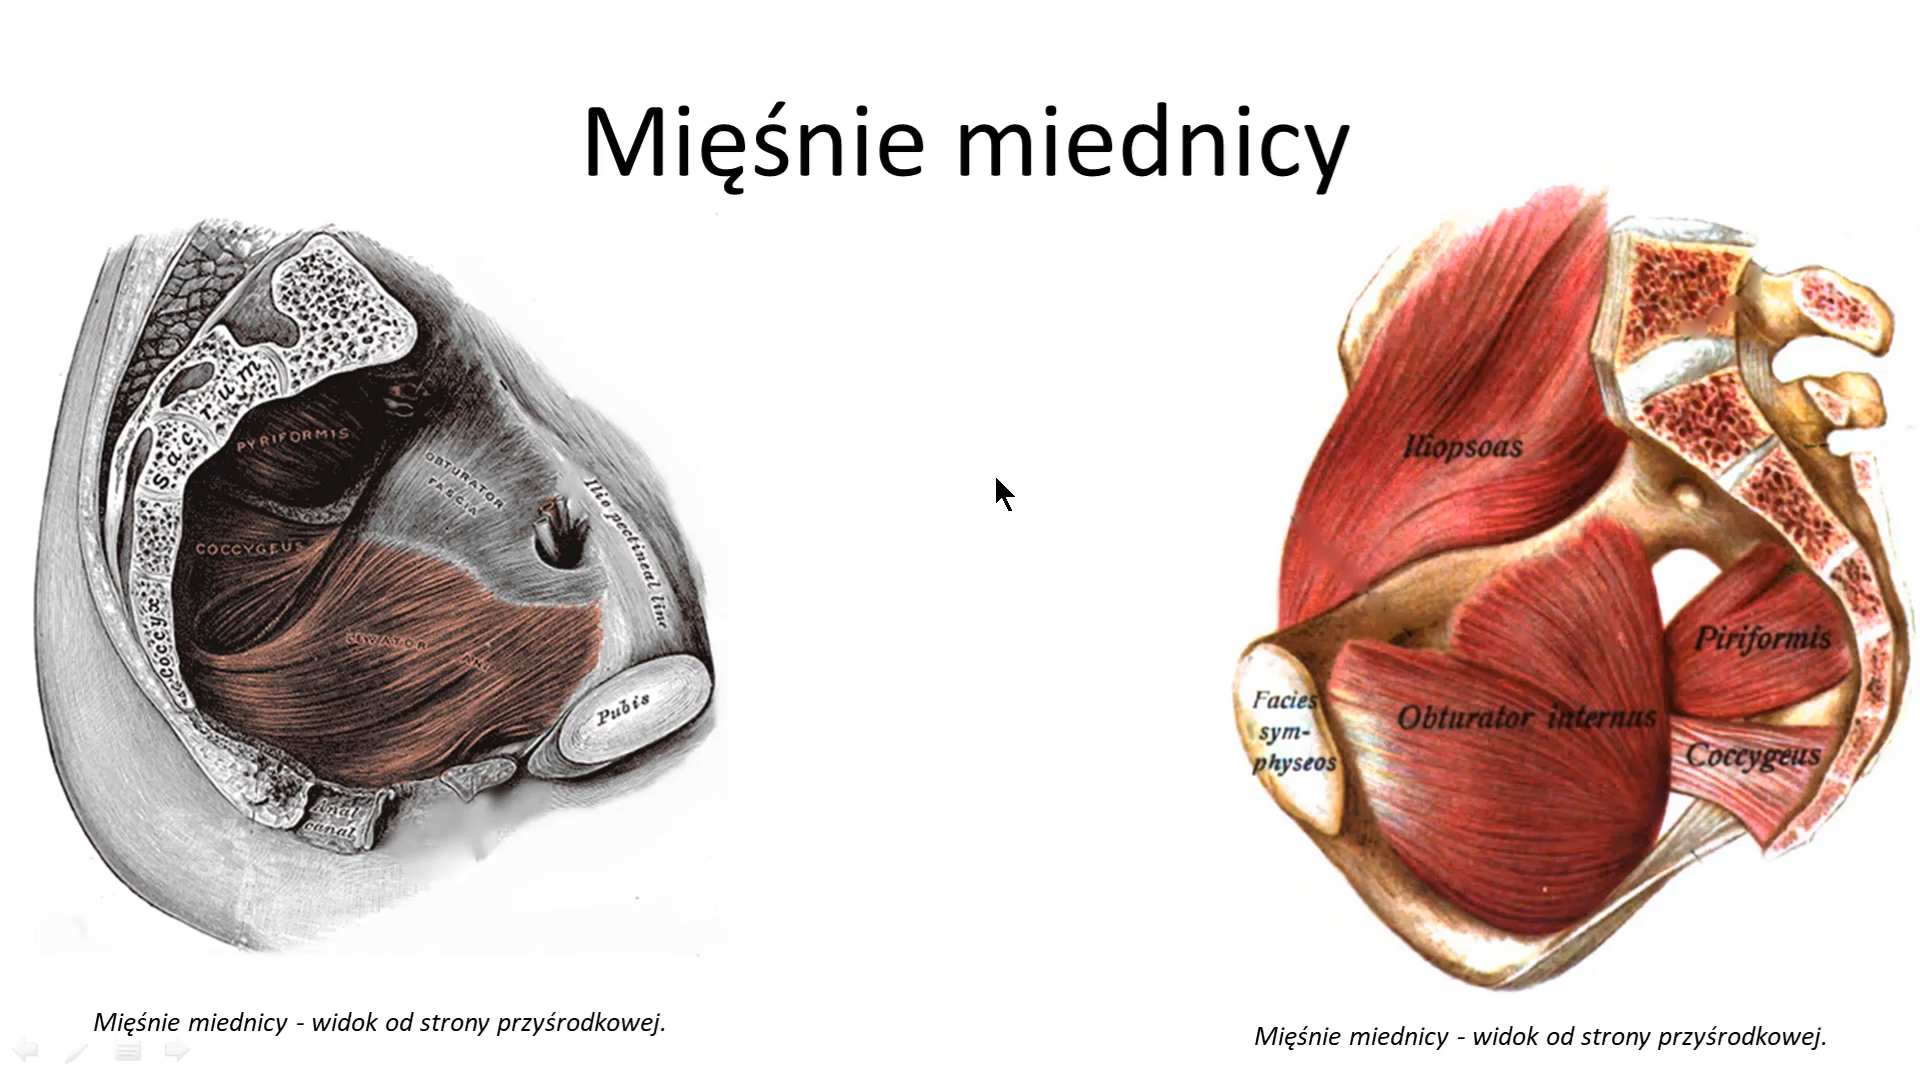 Mięśnie miednicy
Sacrum
PYRIFORMIS
OBTURATOR
FASCIA
Ilio pectineal line
COCCYGEUS
LEVATOR ANI
Coccyx
Pubis
Anal
canal
Mięśnie miednicy - widok od strony przyśrodkowej.
Iliopsoas
Piriformis
Facies
sym-
physeos
Obturator internus
Coccygeus
Mięśnie miednicy - widok od strony przyśrodkowej.